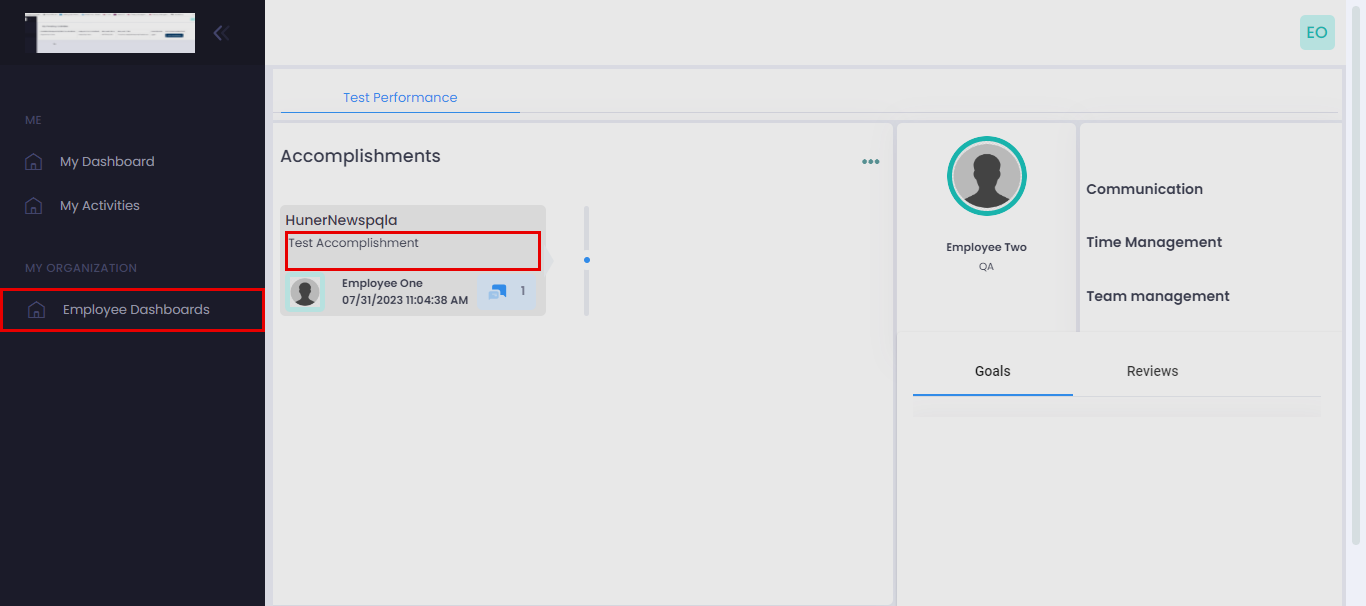 EO
ME
My Dashboard
My Activities
MY ORGANIZATION
Employee Dashboards
Test Performance
Accomplishments
HunerNewspqla
Test Accomplishment
Employee One
07/31/2023 11:04:38 AM
1
Employee Two
QA
Communication
Time Management
Team management
Goals
Reviews